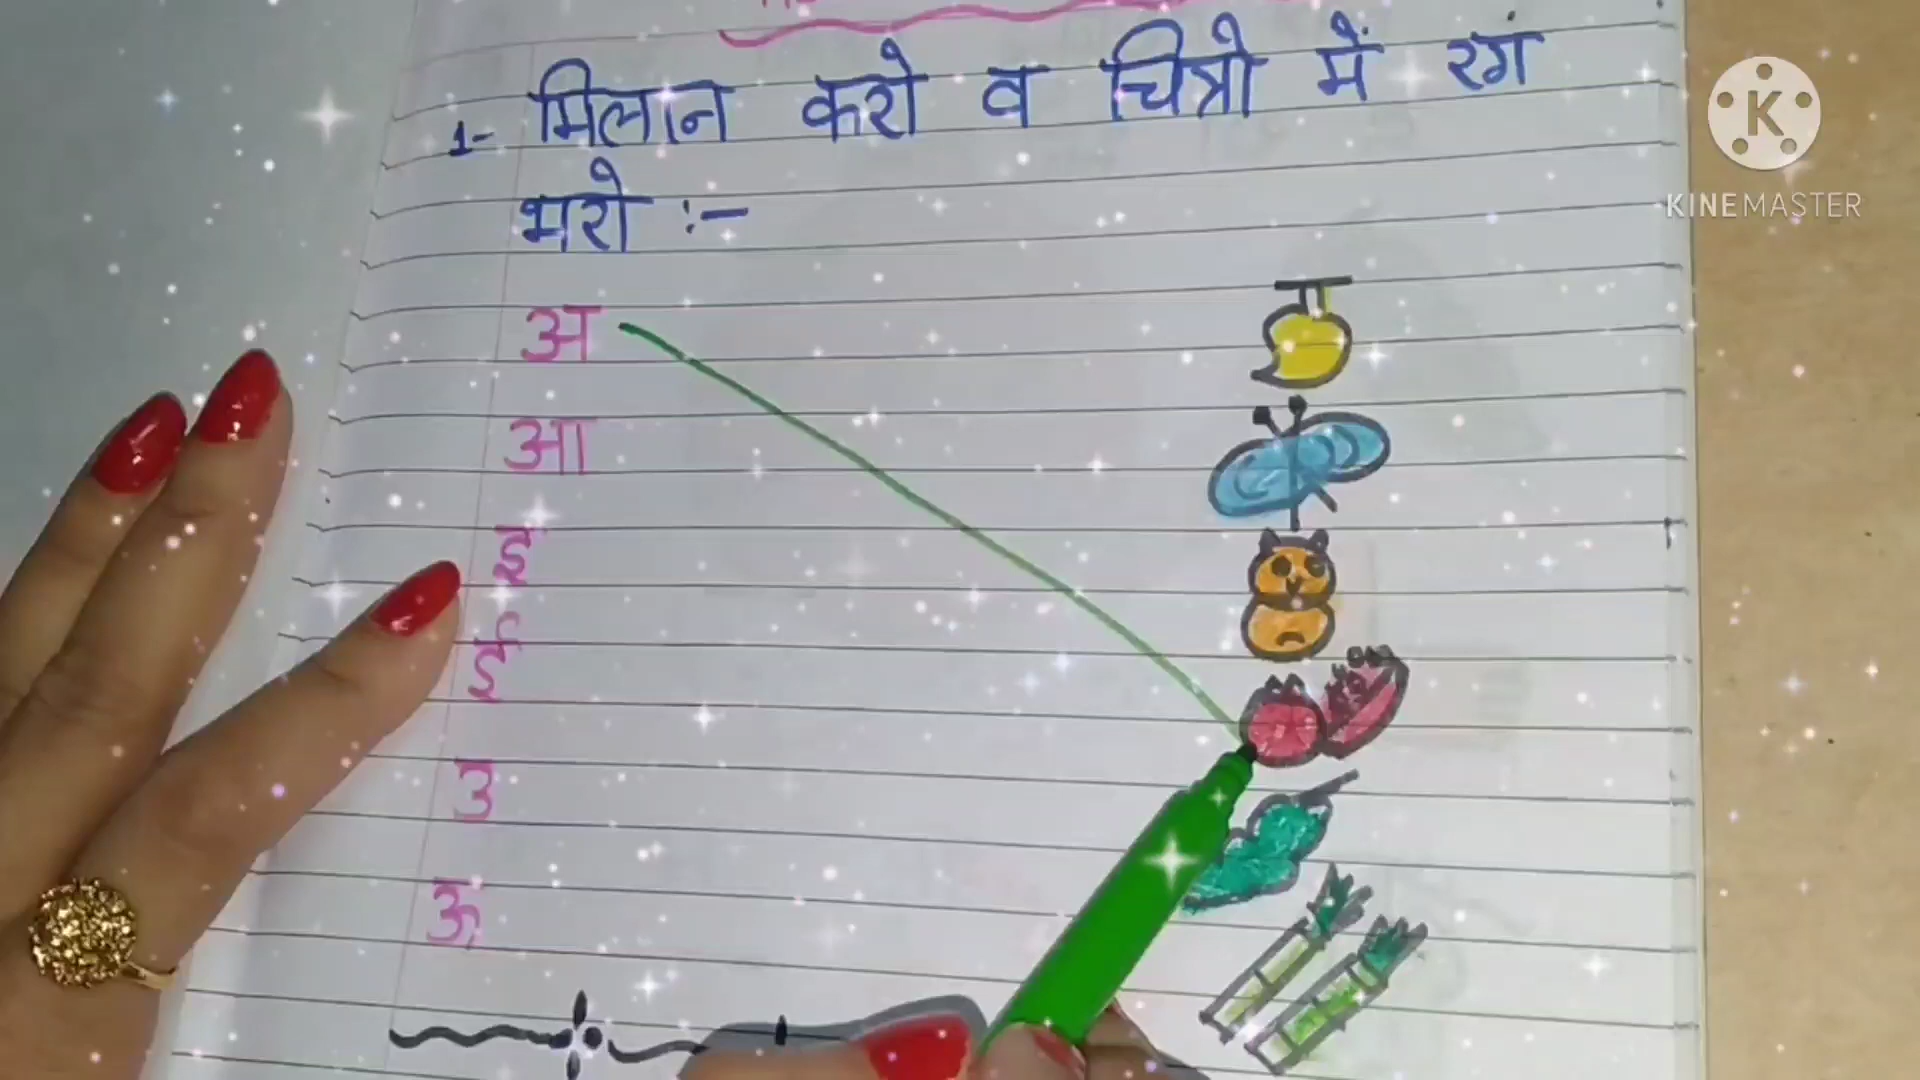 1- मिलान करो व चित्रो में रंग
भरो :-
अ
आ
इ
ई
उ
ऊ
K
KINEMASTER